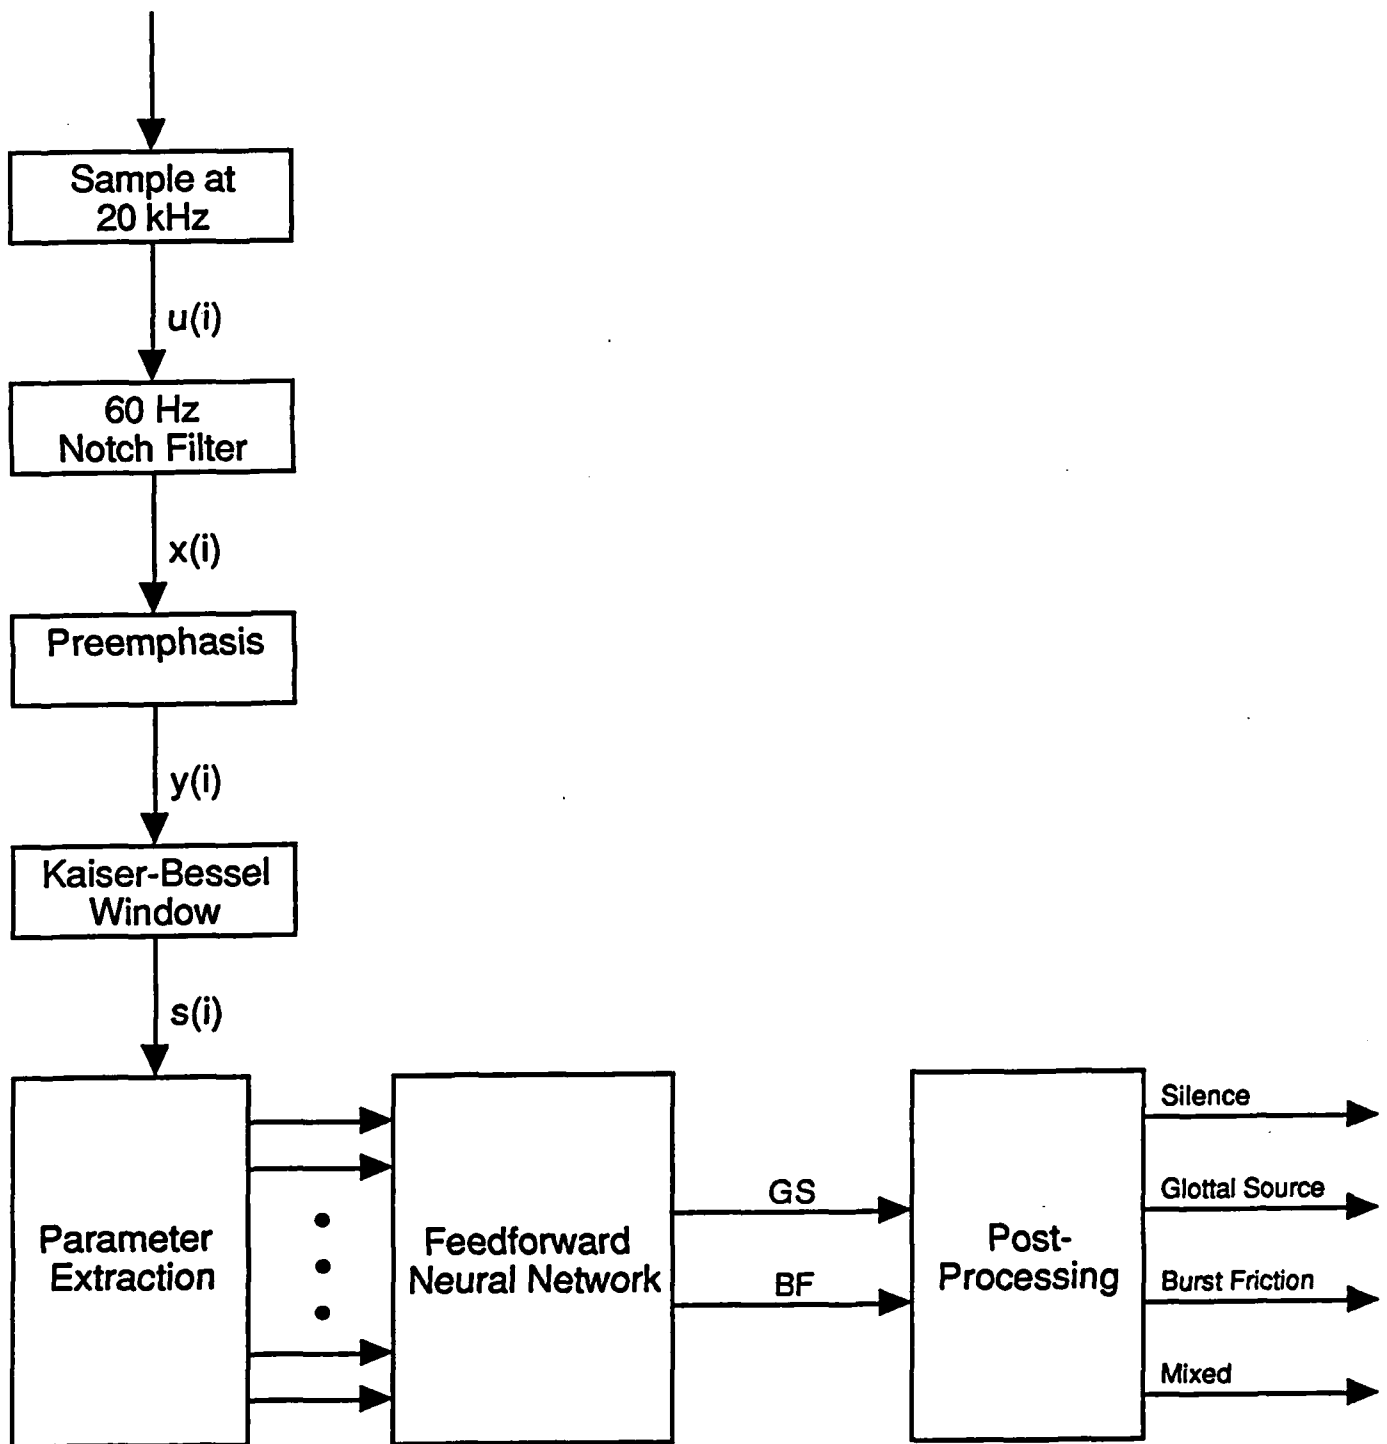 Sample at
20 kHz
u(i)
60 Hz
Notch Filter
x(i)
Preemphasis
y(i)
Kaiser-Bessel
Window
s(i)
Parameter
Extraction
Feedforward
Neural Network
GS
BF
Post-
Processing
Silence
Glottal Source
Burst Friction
Mixed